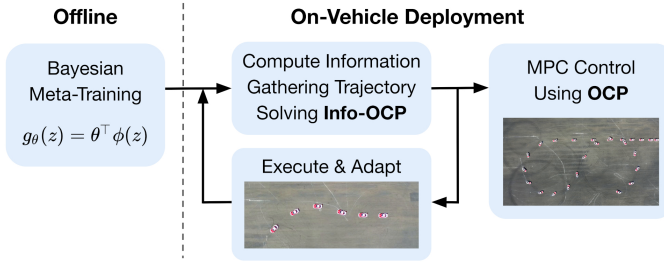 Offline
On-Vehicle Deployment
Bayesian
Meta-Training
g_θ(z) = θ^⊤ϕ(z)
Compute Information
Gathering Trajectory
Solving Info-OCP
Execute & Adapt
MPC Control
Using OCP